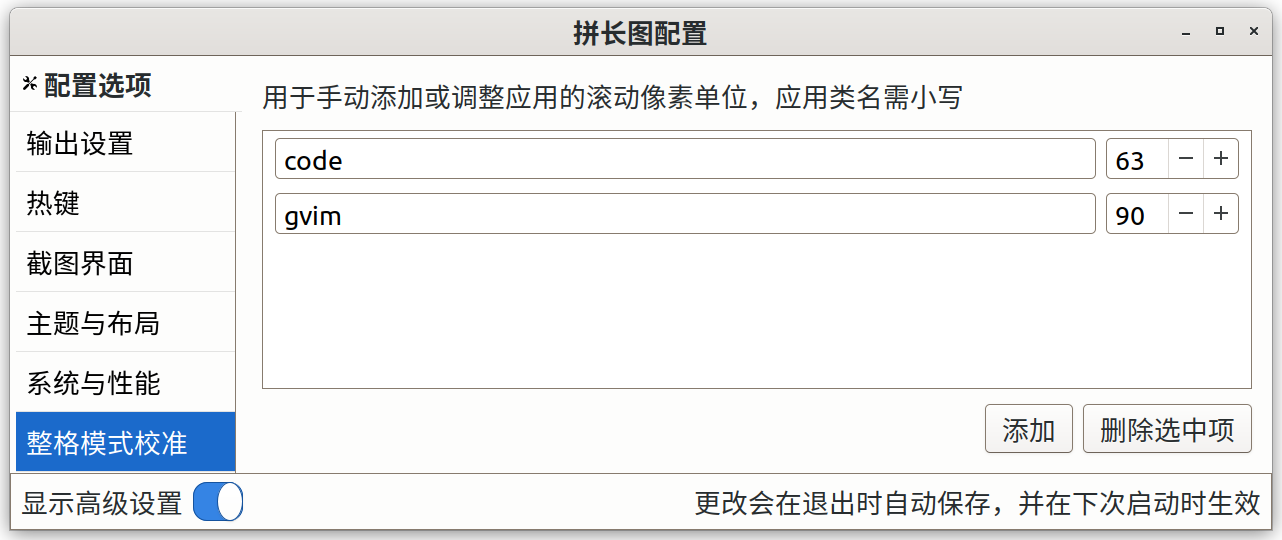 拼长图配置
配置选项
输出设置
热键
截图界面
主题与布局
系统与性能
整格模式校准
用于手动添加或调整应用的滚动像素单位，应用类名需小写
code 63 − +
gvim 90 − +
添加 删除选中项
显示高级设置 更改会在退出时自动保存，并在下次启动时生效